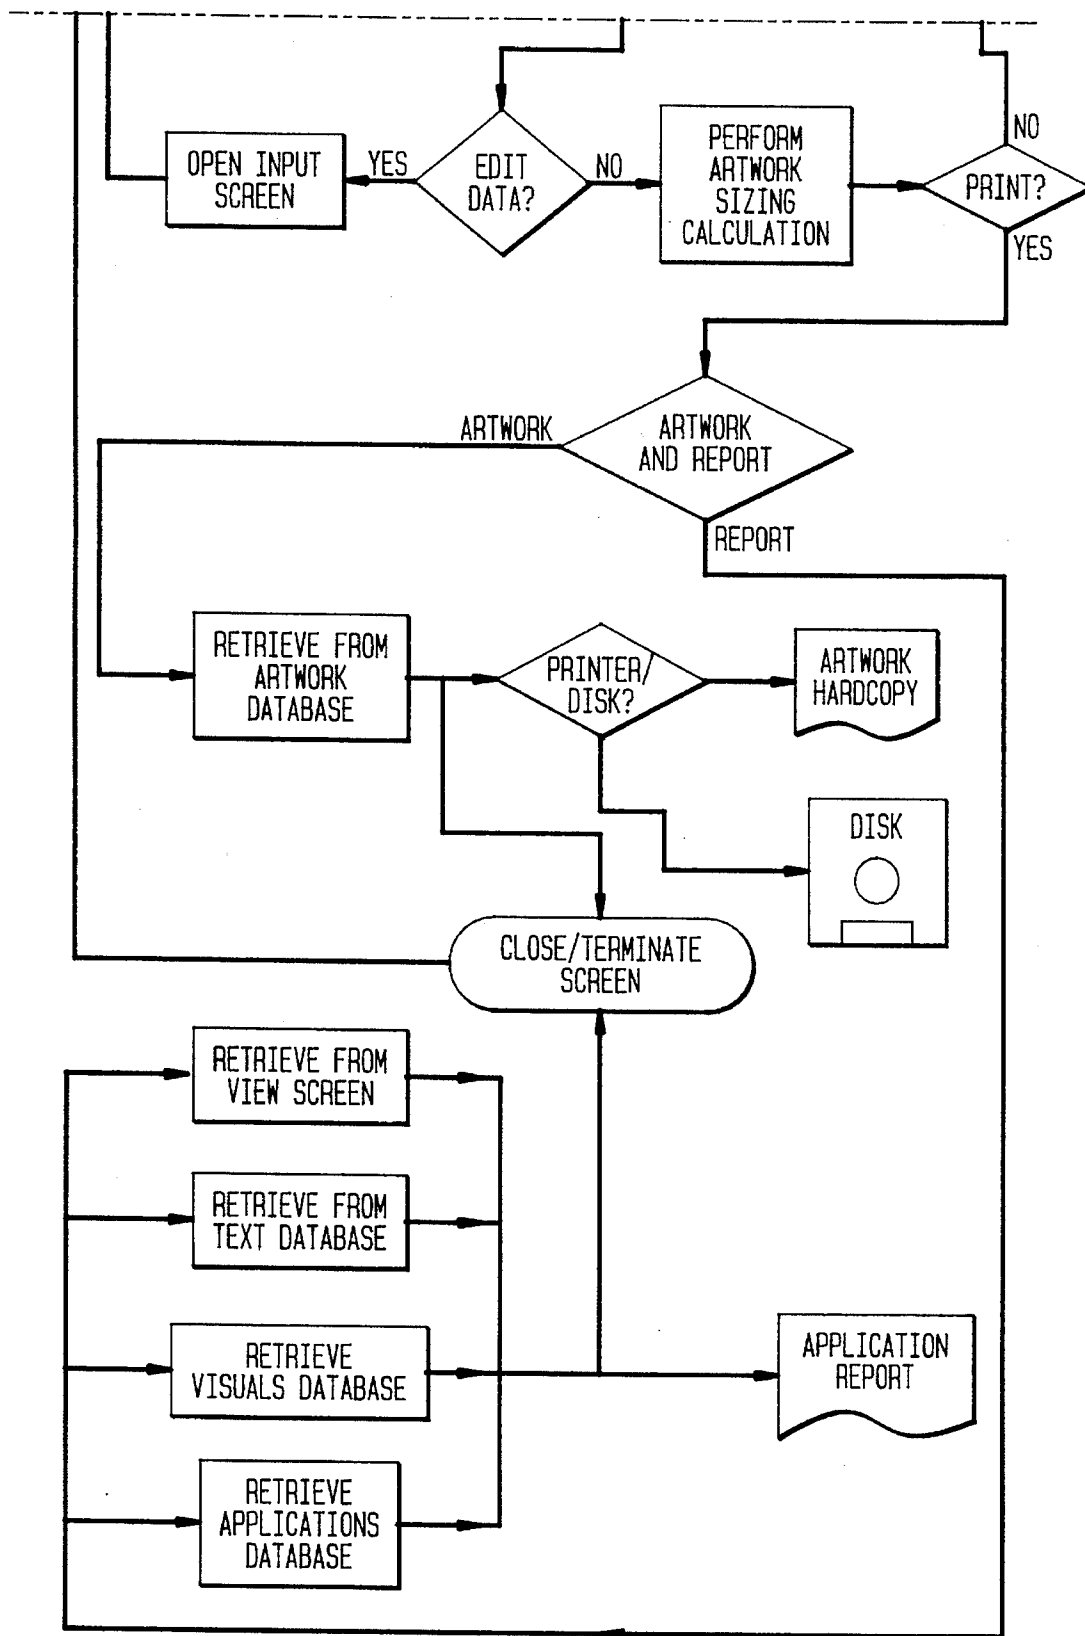 OPEN INPUT
SCREEN
YES
EDIT
DATA?
NO
PERFORM
ARTWORK
SIZING
CALCULATION
NO
PRINT?
YES
ARTWORK
ARTWORK
AND REPORT
REPORT
RETRIEVE FROM
ARTWORK
DATABASE
PRINTER/
DISK?
ARTWORK
HARDCOPY
DISK
CLOSE/TERMINATE
SCREEN
RETRIEVE FROM
VIEW SCREEN
RETRIEVE FROM
TEXT DATABASE
RETRIEVE
VISUALS DATABASE
APPLICATION
REPORT
RETRIEVE
APPLICATIONS
DATABASE